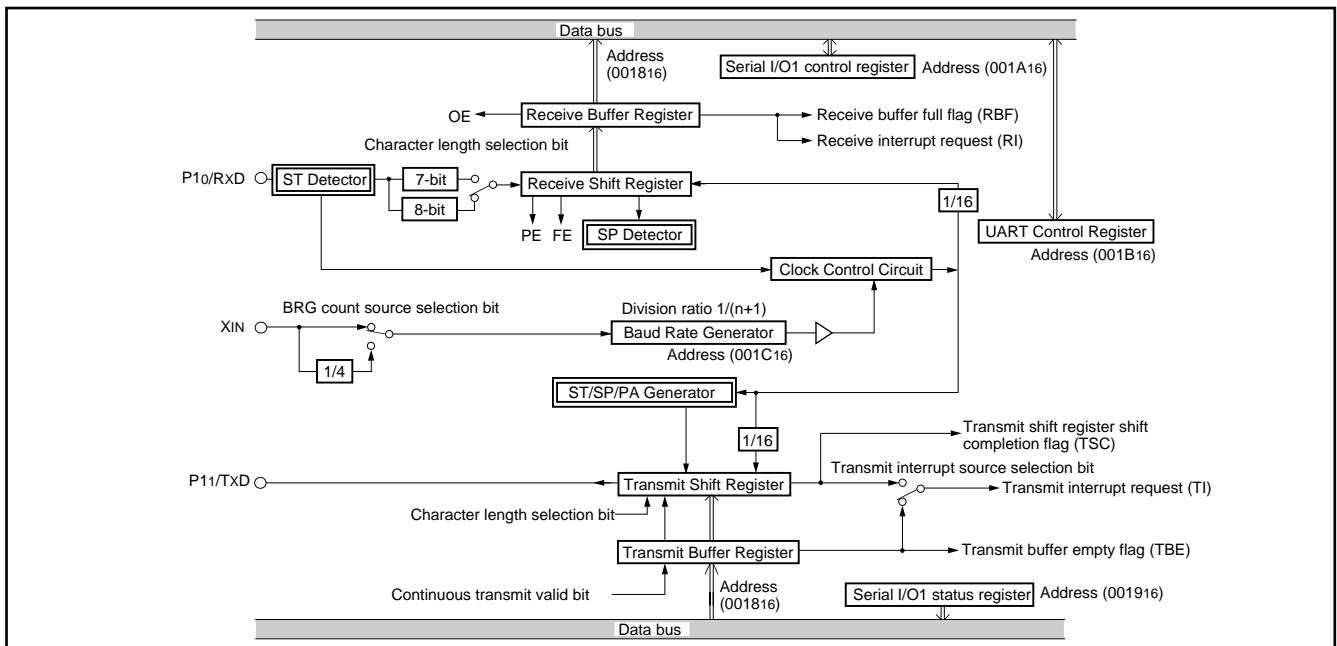 Data bus
Address
(001816)
Serial I/O1 control register
Address (001A16)
OE
Receive Buffer Register
Receive buffer full flag (RBF)
Receive interrupt request (RI)
Character length selection bit
P10/RXD
ST Detector
7-bit
8-bit
Receive Shift Register
1/16
PE
FE
SP Detector
UART Control Register
Address (001B16)
Clock Control Circuit
BRG count source selection bit
Division ratio 1/(n+1)
XIN
Baud Rate Generator
Address (001C16)
1/4
ST/SP/PA Generator
1/16
Transmit shift register shift
completion flag (TSC)
Transmit interrupt source selection bit
P11/TXD
Transmit Shift Register
Transmit interrupt request (TI)
Character length selection bit
Transmit Buffer Register
Transmit buffer empty flag (TBE)
Continuous transmit valid bit
Address
(001816)
Serial I/O1 status register
Address (001916)
Data bus